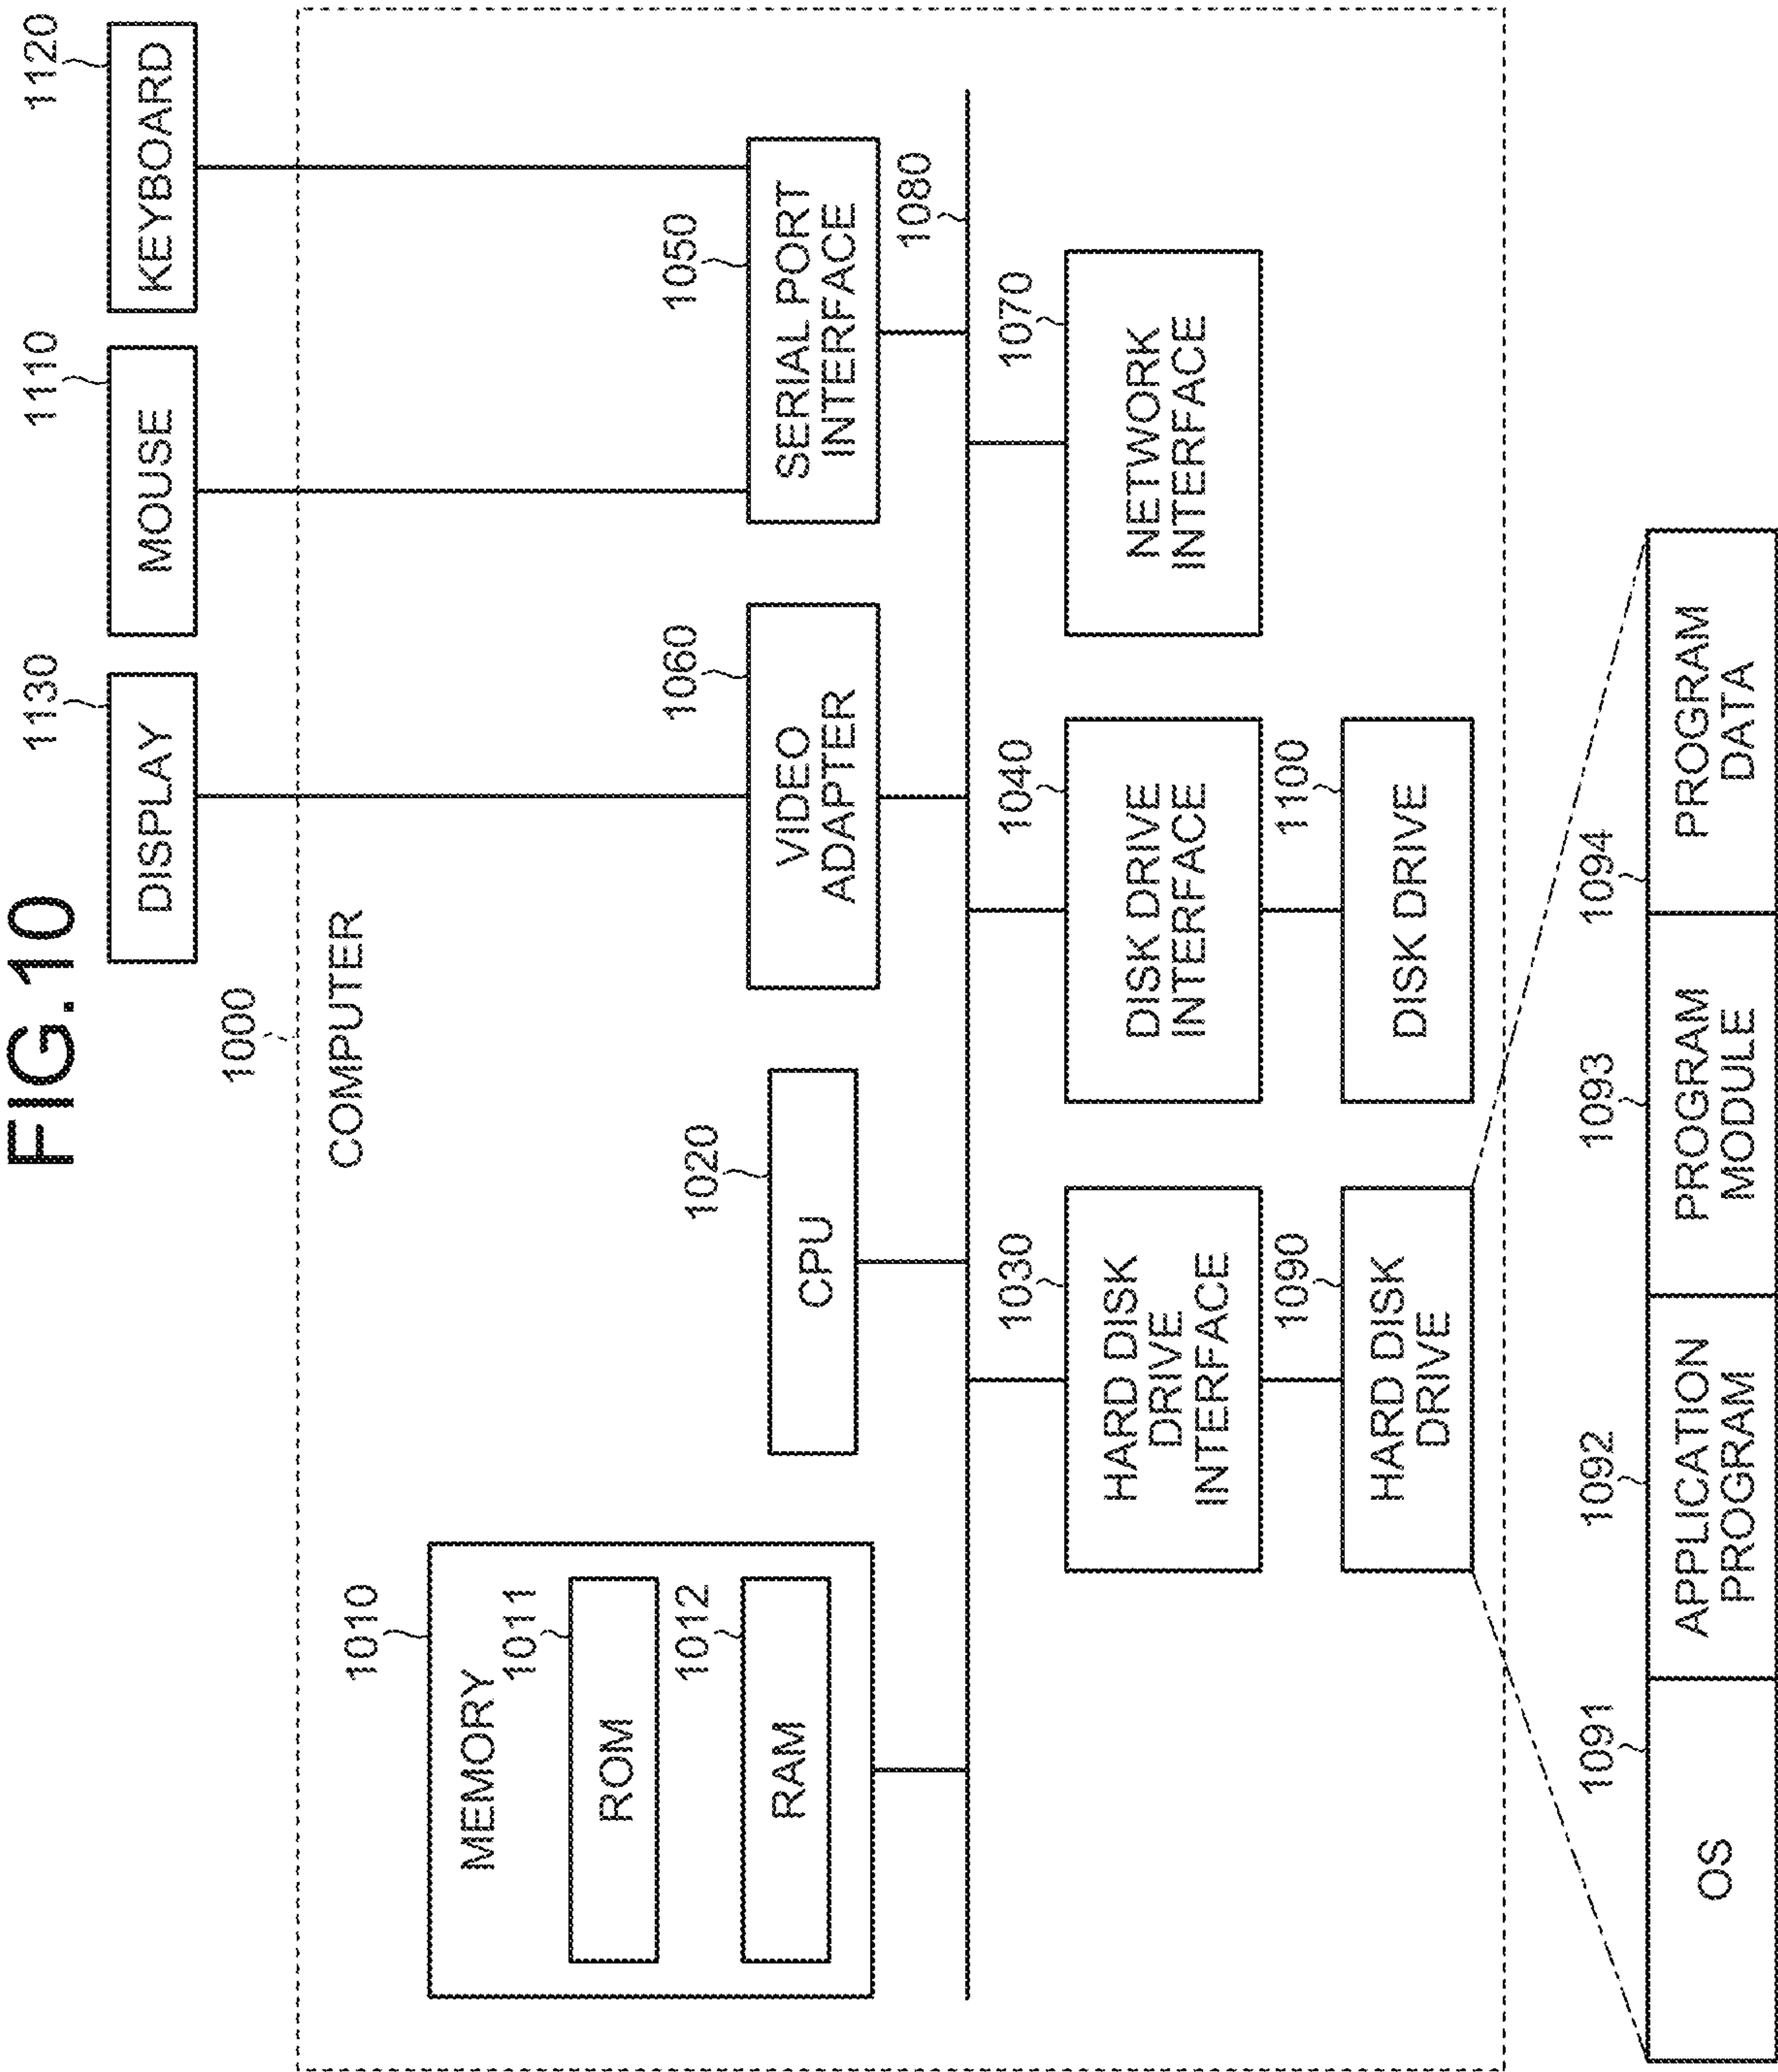 FIG.10
1000
COMPUTER
DISPLAY
1130
MOUSE
1110
KEYBOARD
1120
1010
MEMORY
1011
ROM
1012
RAM
1020
CPU
1060
VIDEO
ADAPTER
1050
SERIAL PORT
INTERFACE
1080
1030
HARD DISK
DRIVE
INTERFACE
1040
DISK DRIVE
INTERFACE
1070
NETWORK
INTERFACE
1090
HARD DISK
DRIVE
1100
DISK DRIVE
1091
OS
1092
APPLICATION
PROGRAM
1093
PROGRAM
MODULE
1094
PROGRAM
DATA